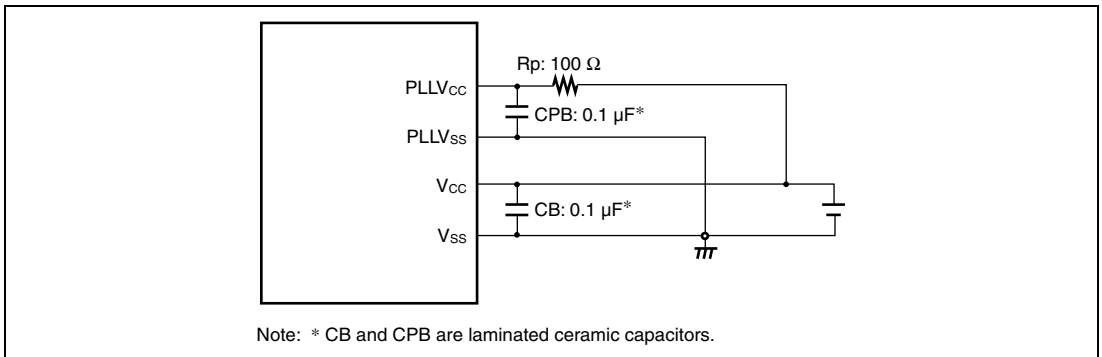 Rp: 100 Ω
PLLVCC
CPB: 0.1 µF*
PLLVSS
VCC
CB: 0.1 µF*
VSS
Note: * CB and CPB are laminated ceramic capacitors.